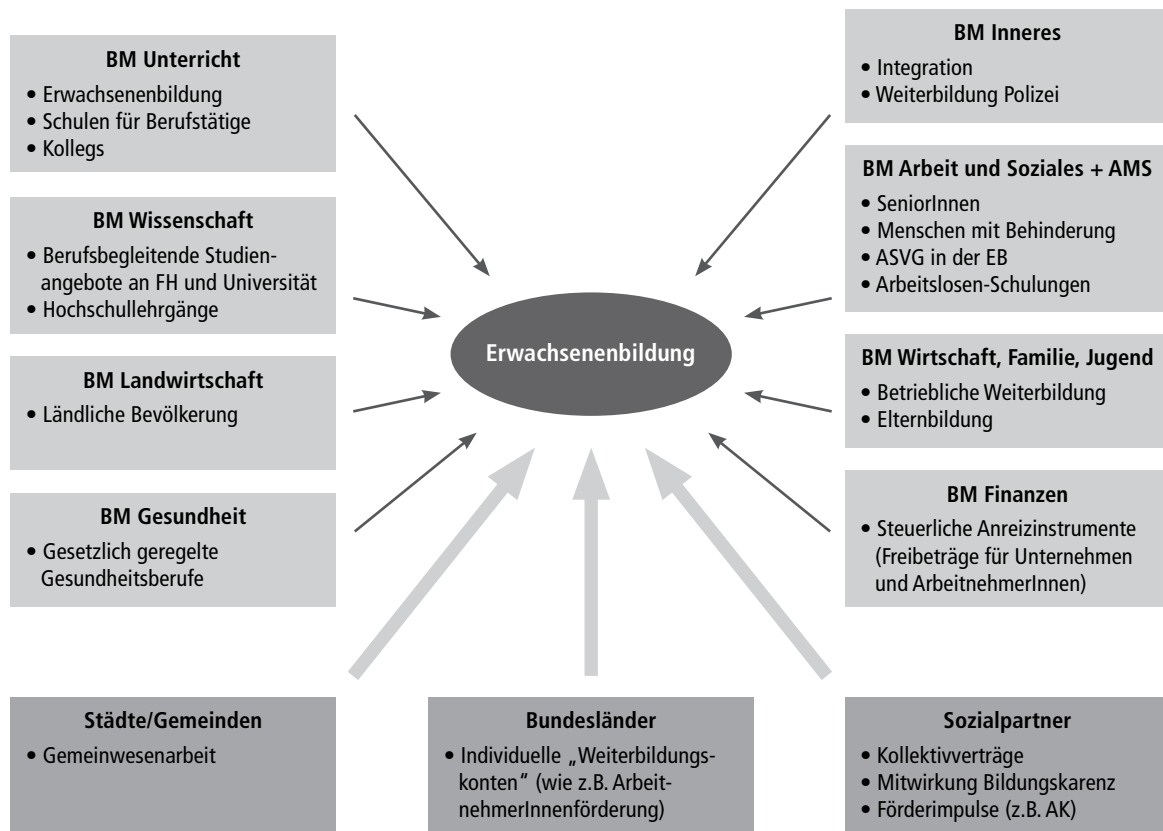 BM Unterricht
• Erwachsenenbildung
• Schulen für Berufstätige
• Kollegs
BM Wissenschaft
• Berufsbegleitende Studien-
angebote an FH und Universität
• Hochschullehrgänge
BM Landwirtschaft
• Ländliche Bevölkerung
BM Gesundheit
• Gesetzlich geregelte
Gesundheitsberufe
Erwachsenenbildung
BM Inneres
• Integration
• Weiterbildung Polizei
BM Arbeit und Soziales + AMS
• SeniorInnen
• Menschen mit Behinderung
• ASVG in der EB
• Arbeitslosen-Schulungen
BM Wirtschaft, Familie, Jugend
• Betriebliche Weiterbildung
• Elternbildung
BM Finanzen
• Steuerliche Anreizinstrumente
(Freibeträge für Unternehmen
und ArbeitnehmerInnen)
Städte/Gemeinden
• Gemeinwesenarbeit
Bundesländer
• Individuelle „Weiterbildungs-
konten“ (wie z.B. Arbeit-
nehmerInnenförderung)
Sozialpartner
• Kollektivverträge
• Mitwirkung Bildungskarenz
• Förderimpulse (z.B. AK)